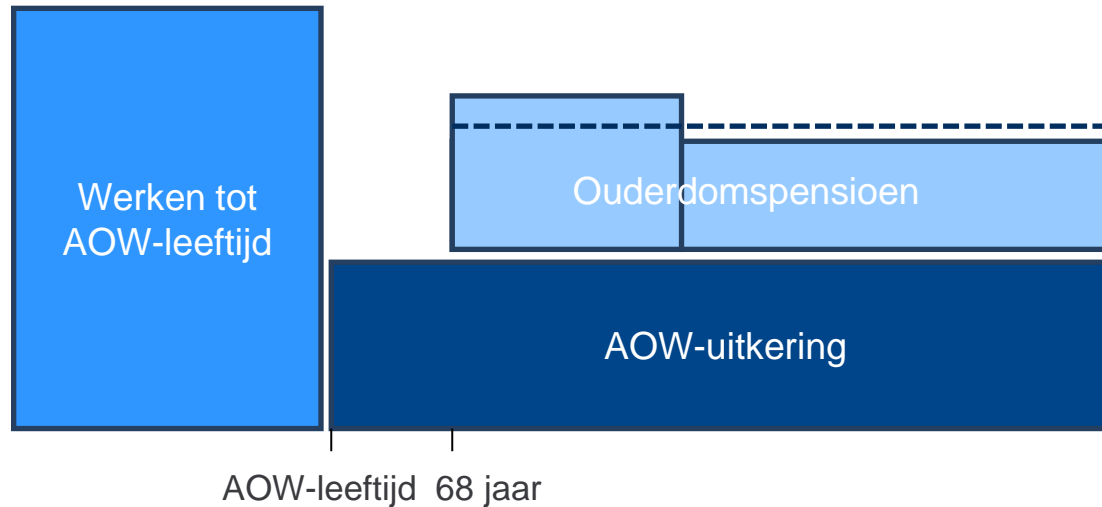 Werken tot
AOW-leeftijd
Ouderdomspensioen
AOW-uitkering
AOW-leeftijd 68 jaar